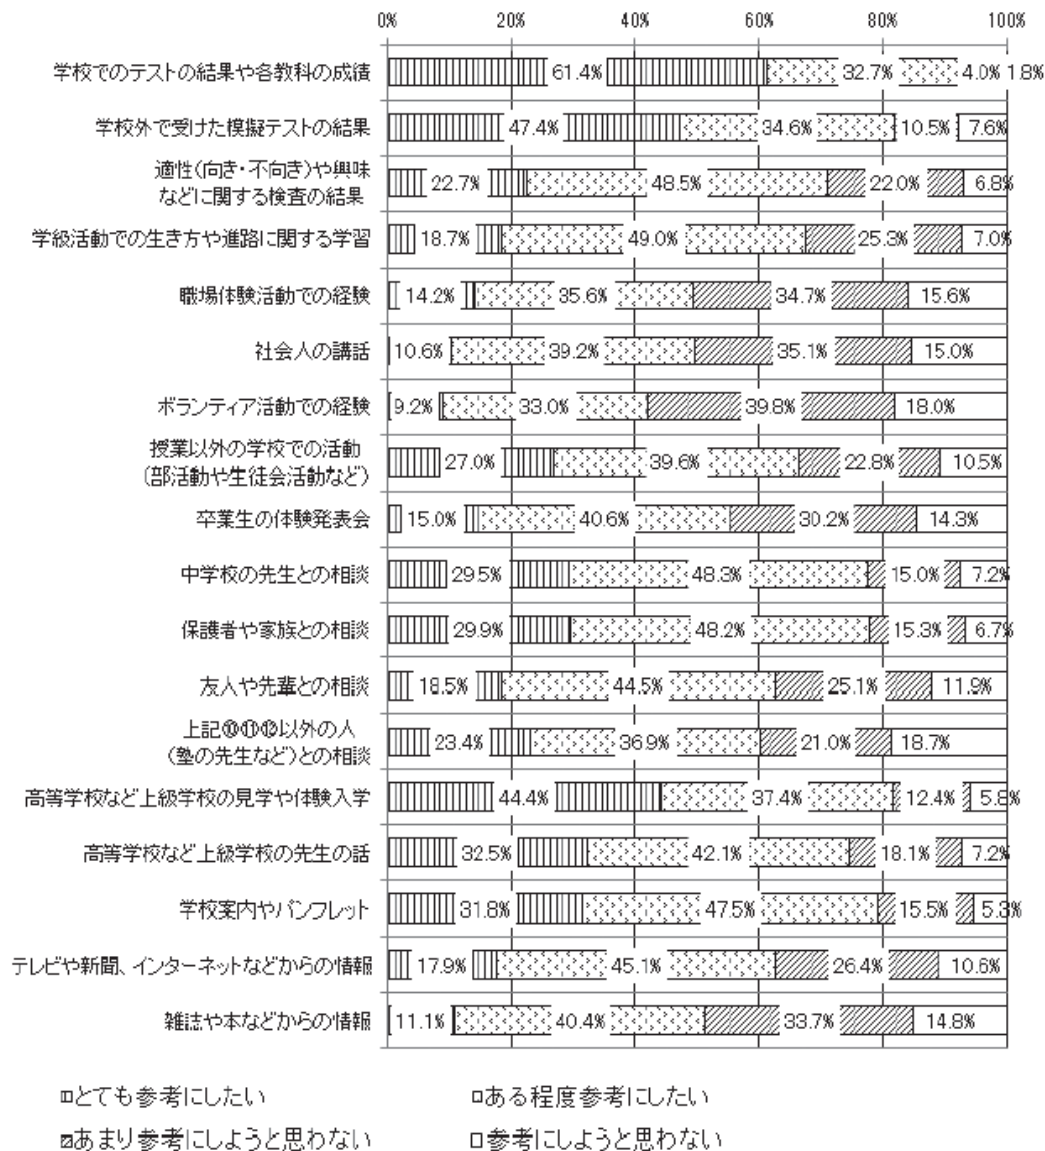 0% 20% 40% 60% 80% 100%
学校でのテストの結果や各教科の成績 61.4% 32.7% 4.0% 1.8%
学校外で受けた模擬テストの結果 47.4% 34.6% 10.5% 7.6%
適性(向き・不向き)や興味
などに関する検査の結果 22.7% 48.5% 22.0% 6.8%
学級活動での生き方や進路に関する学習 18.7% 49.0% 25.3% 7.0%
職場体験活動での経験 14.2% 35.6% 34.7% 15.6%
社会人の講話 10.6% 39.2% 35.1% 15.0%
ボランティア活動での経験 9.2% 33.0% 39.8% 18.0%
授業以外の学校での活動
(部活動や生徒会活動など) 27.0% 39.6% 22.8% 10.5%
卒業生の体験発表会 15.0% 40.6% 30.2% 14.3%
中学校の先生との相談 29.5% 48.3% 15.0% 7.2%
保護者や家族との相談 29.9% 48.2% 15.3% 6.7%
友人や先輩との相談 18.5% 44.5% 25.1% 11.9%
上記⑩⑪⑫以外の人
(塾の先生など)との相談 23.4% 36.9% 21.0% 18.7%
高等学校など上級学校の見学や体験入学 44.4% 37.4% 12.4% 5.8%
高等学校など上級学校の先生の話 32.5% 42.1% 18.1% 7.2%
学校案内やパンフレット 31.8% 47.5% 15.5% 5.3%
テレビや新聞、インターネットなどからの情報 17.9% 45.1% 26.4% 10.6%
雑誌や本などからの情報 11.1% 40.4% 33.7% 14.8%
とても参考にしたい ある程度参考にしたい
あまり参考にしようと思わない 参考にしようと思わない